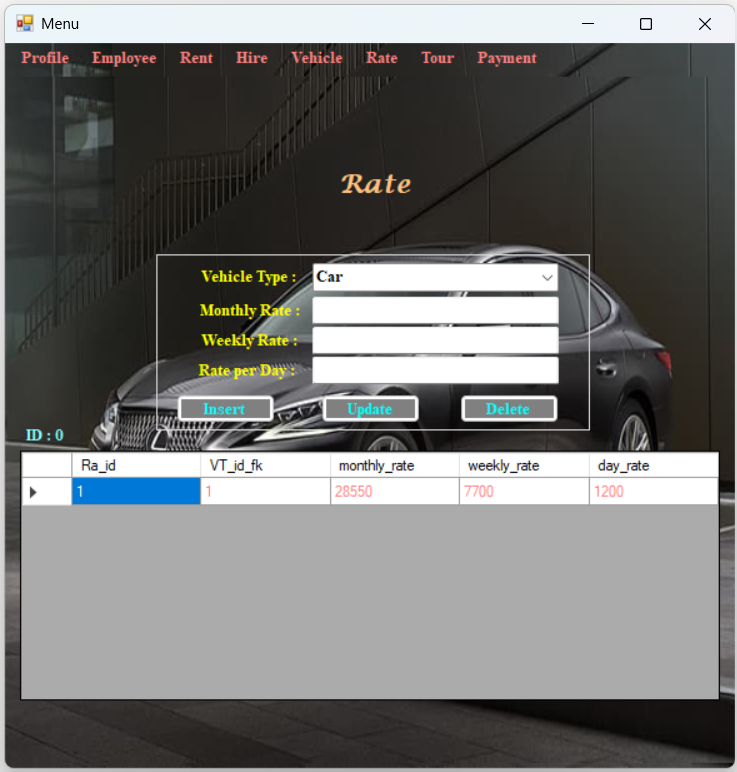 Menu
Profile Employee Rent Hire Vehicle Rate Tour Payment
Rate
Vehicle Type : Car
Monthly Rate :
Weekly Rate :
Rate per Day :
Insert Update Delete
ID : 0
Ra_id VT_id_fk monthly_rate weekly_rate day_rate
1 1 28550 7700 1200